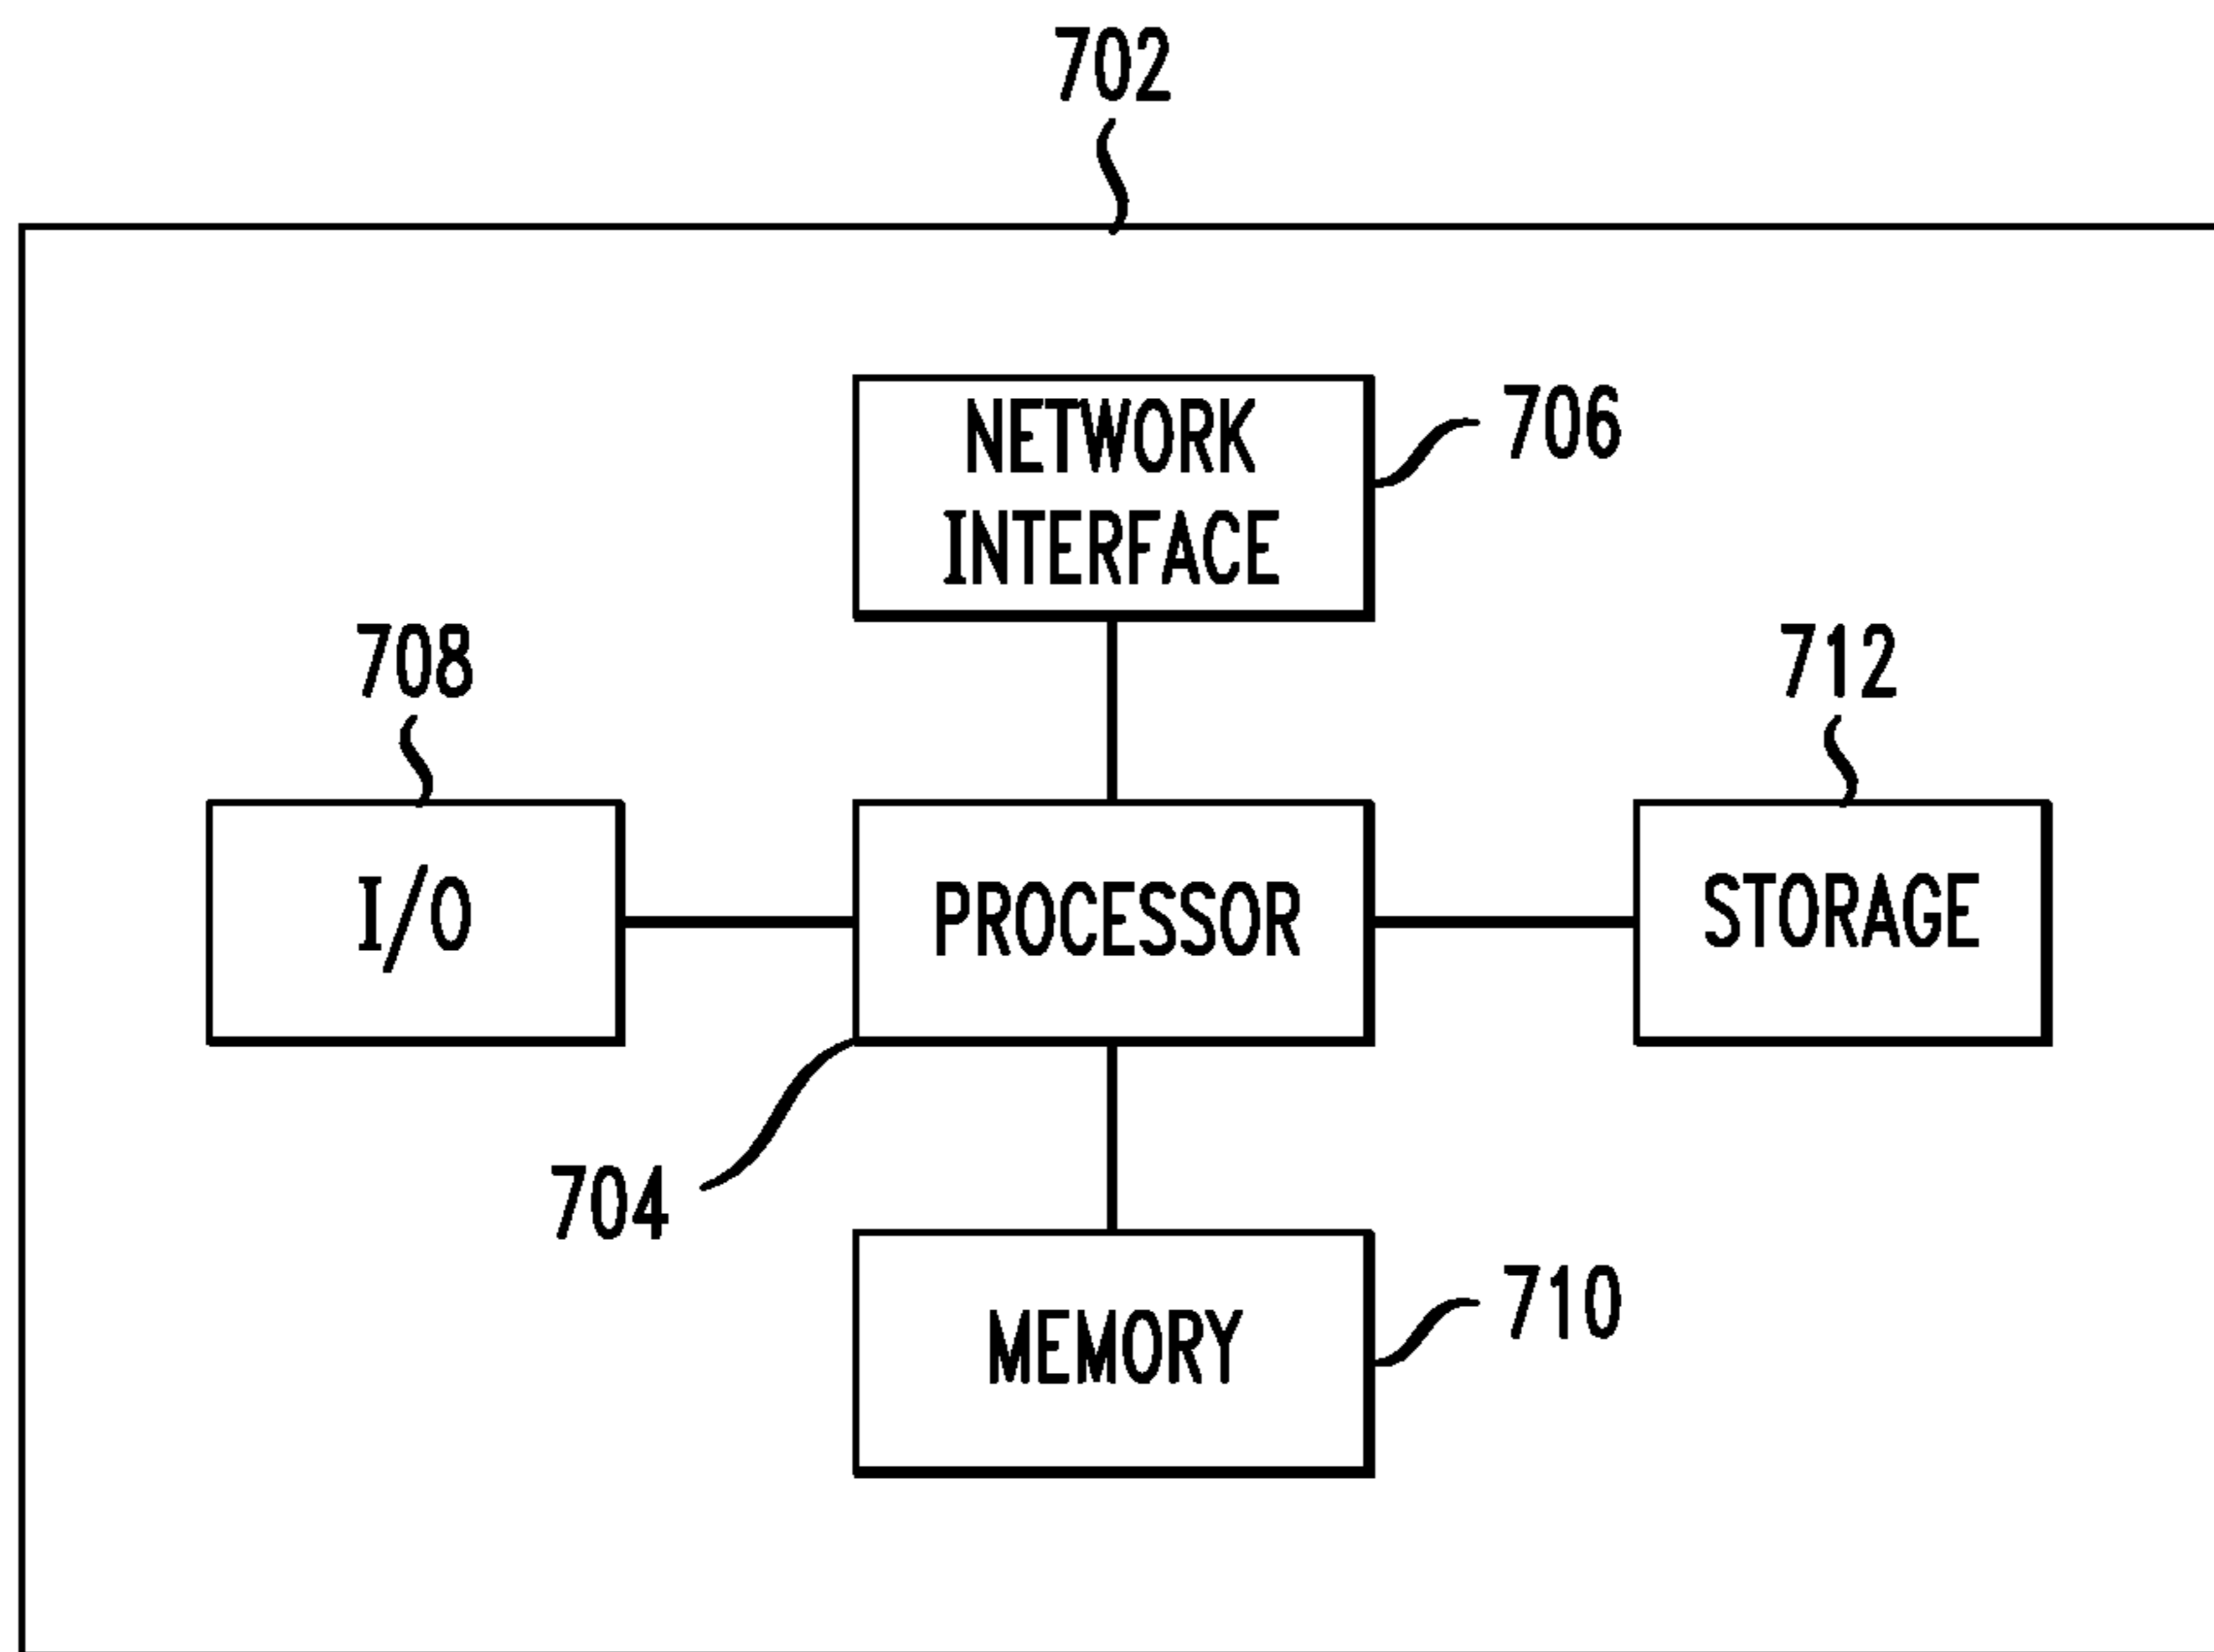 702
NETWORK
INTERFACE
706
708
712
I/O
PROCESSOR
STORAGE
704
MEMORY
710